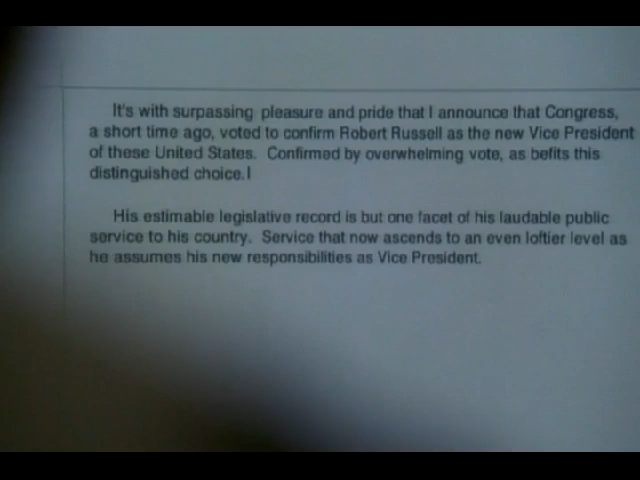 It's with surpassing pleasure and pride that I announce that Congress,
a short time ago, voted to confirm Robert Russell as the new Vice President
of these United States. Confirmed by overwhelming vote, as befits this
distinguished choice.
His estimable legislative record is but one facet of his laudable public
service to his country. Service that now ascends to an even loftier level as
he assumes his new responsibilities as Vice President.